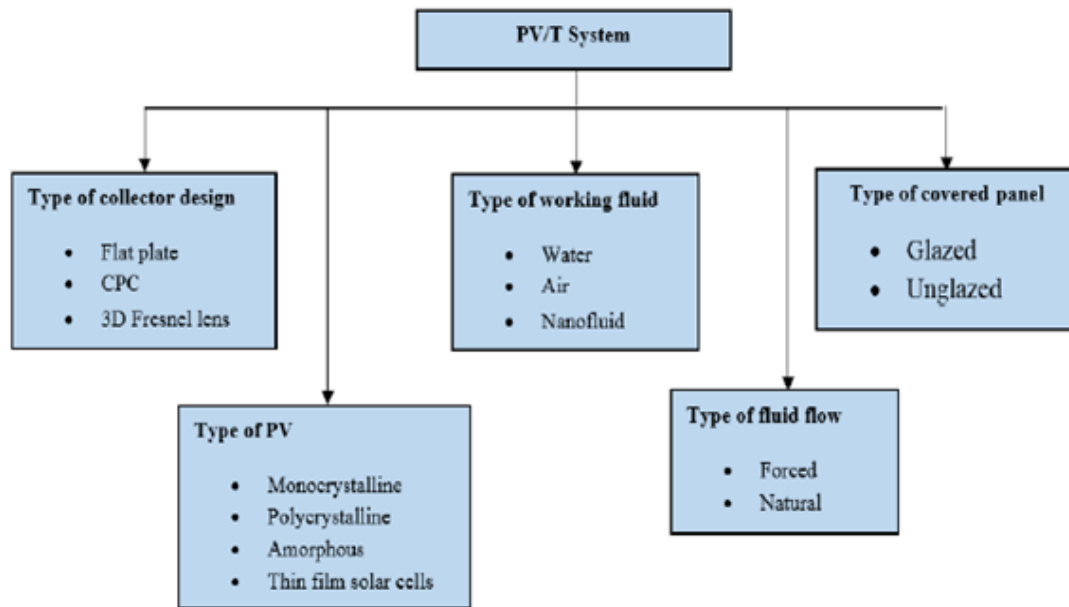 PV/T System
Type of collector design
• Flat plate
• CPC
• 3D Fresnel lens
Type of working fluid
• Water
• Air
• Nanofluid
Type of covered panel
• Glazed
• Unglazed
Type of PV
• Monocrystalline
• Polycrystalline
• Amorphous
• Thin film solar cells
Type of fluid flow
• Forced
• Natural